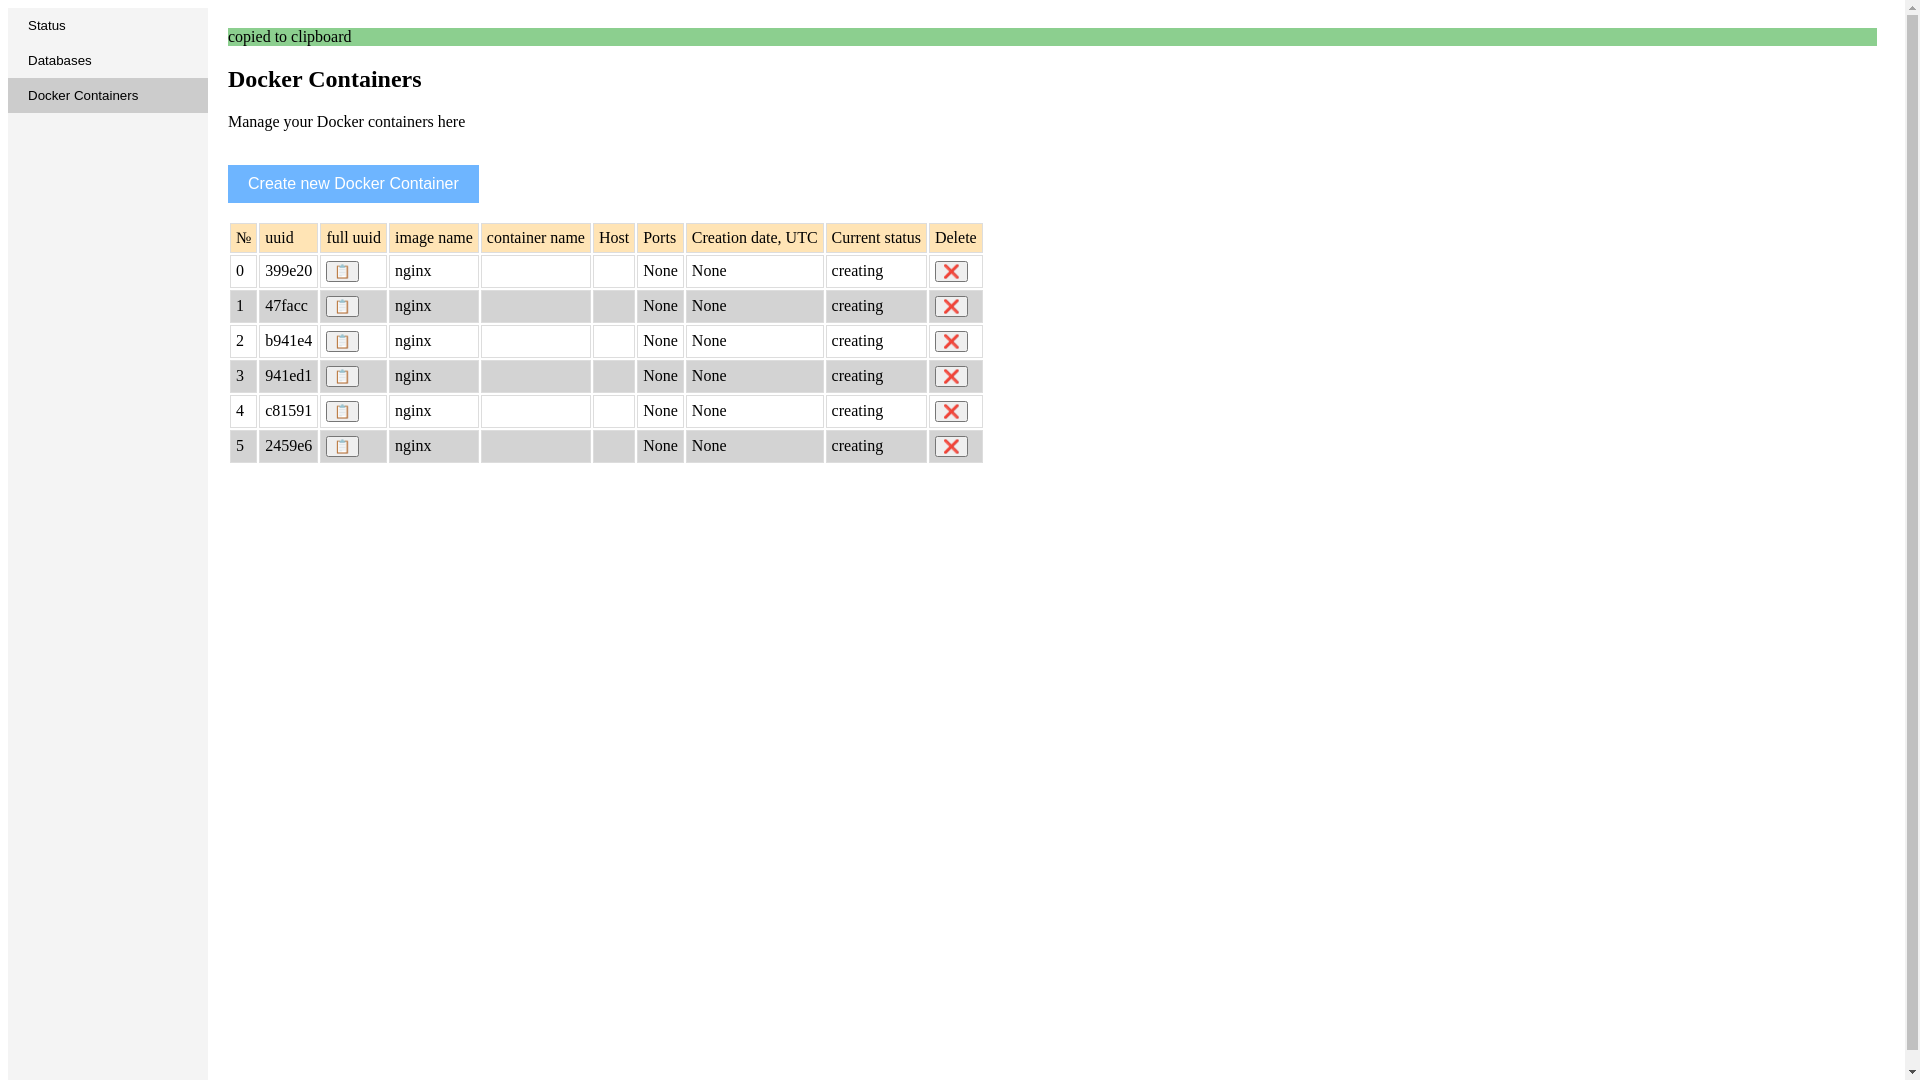 Status
Databases
Docker Containers
copied to clipboard
Docker Containers
Manage your Docker containers here
Create new Docker Container
№ uuid full uuid image name container name Host Ports Creation date, UTC Current status Delete
0 399e20 📋 nginx None None creating ❌
1 47facc 📋 nginx None None creating ❌
2 b941e4 📋 nginx None None creating ❌
3 941ed1 📋 nginx None None creating ❌
4 c81591 📋 nginx None None creating ❌
5 2459e6 📋 nginx None None creating ❌